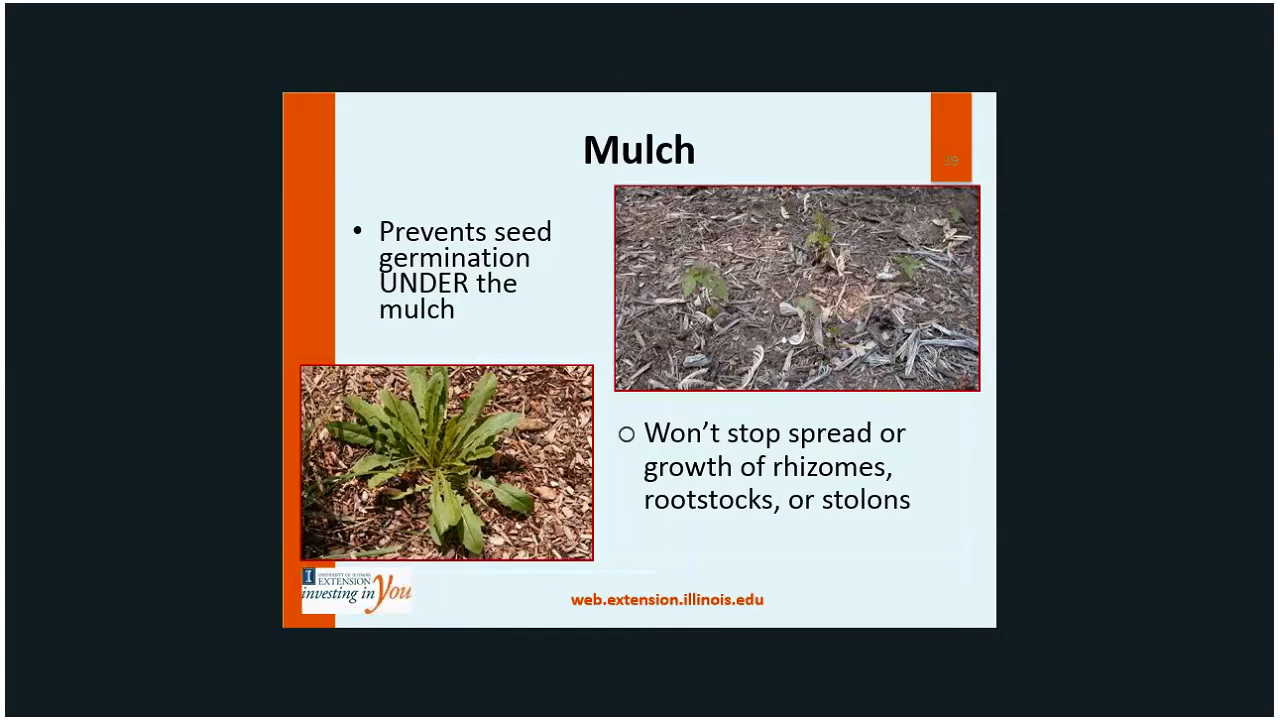 Mulch
39
• Prevents seed
germination
UNDER the
mulch
○ Won’t stop spread or
growth of rhizomes,
rootstocks, or stolons
I
UNIVERSITY OF ILLINOIS
EXTENSION
investing in You
web.extension.illinois.edu